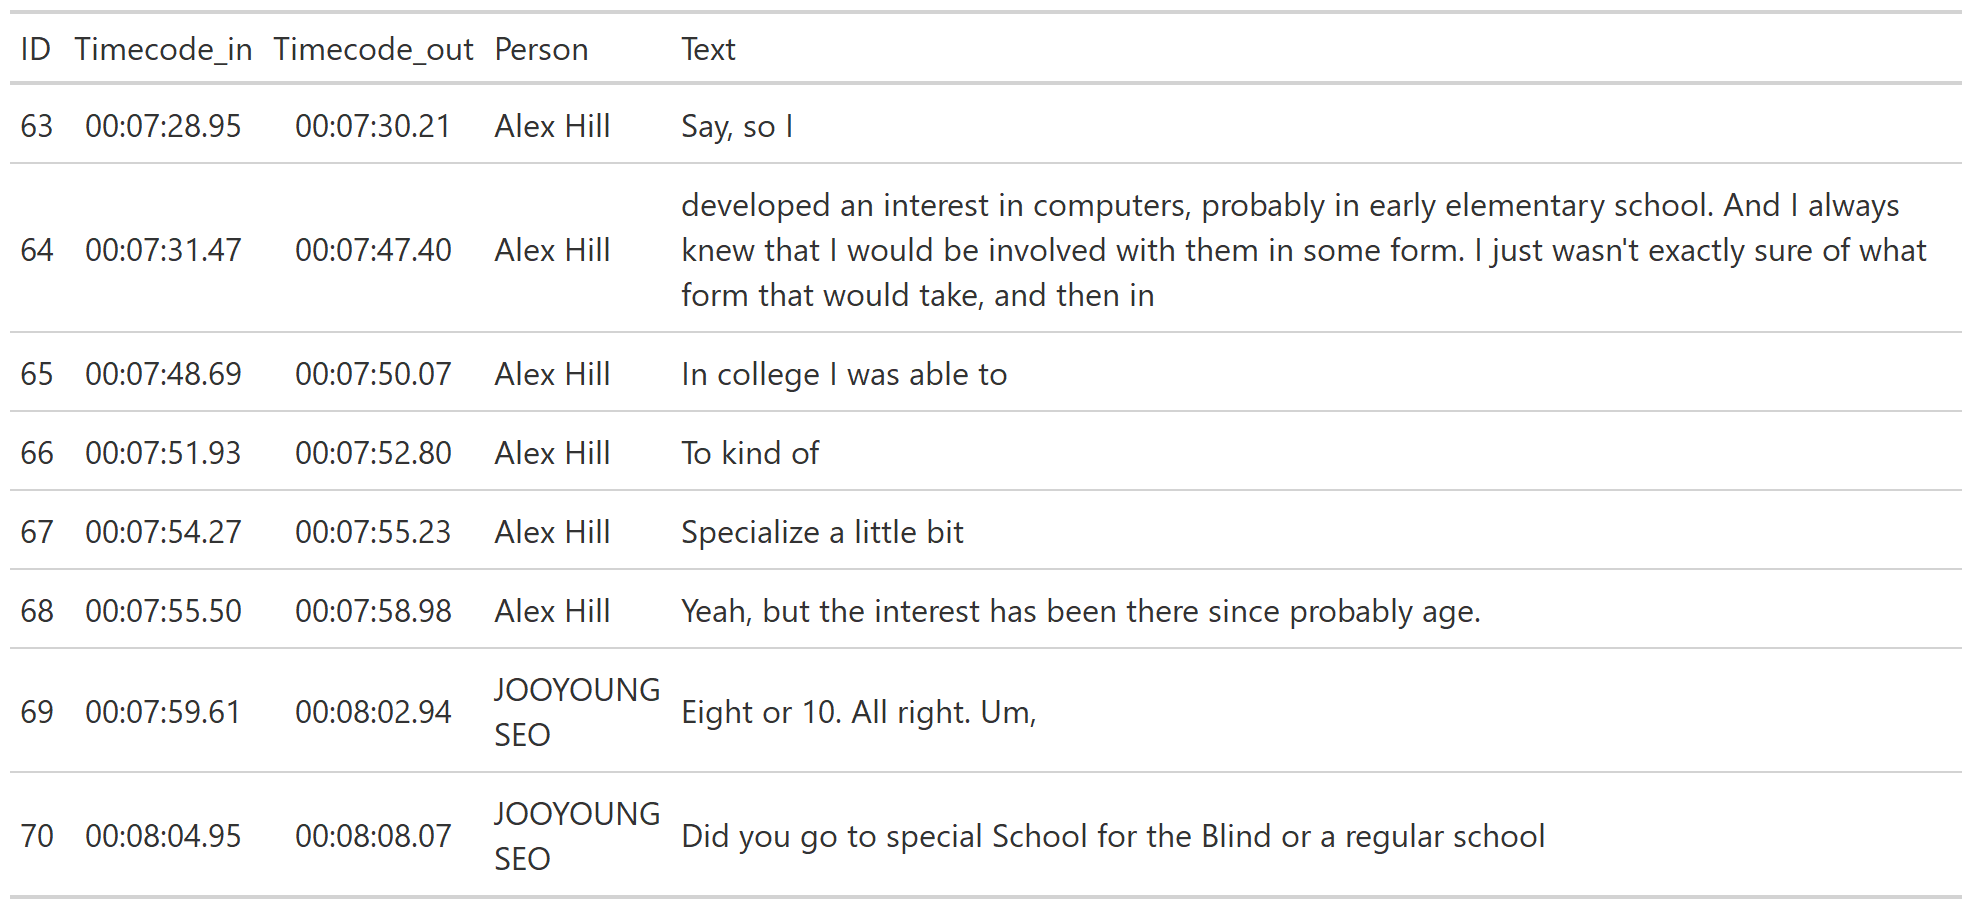 ID Timecode_in Timecode_out Person Text
63 00:07:28.95 00:07:30.21 Alex Hill Say, so I
64 00:07:31.47 00:07:47.40 Alex Hill developed an interest in computers, probably in early elementary school. And I always
knew that I would be involved with them in some form. I just wasn't exactly sure of what
form that would take, and then in
65 00:07:48.69 00:07:50.07 Alex Hill In college I was able to
66 00:07:51.93 00:07:52.80 Alex Hill To kind of
67 00:07:54.27 00:07:55.23 Alex Hill Specialize a little bit
68 00:07:55.50 00:07:58.98 Alex Hill Yeah, but the interest has been there since probably age.
69 00:07:59.61 00:08:02.94 JOOYOUNG
SEO Eight or 10. All right. Um,
70 00:08:04.95 00:08:08.07 JOOYOUNG
SEO Did you go to special School for the Blind or a regular school